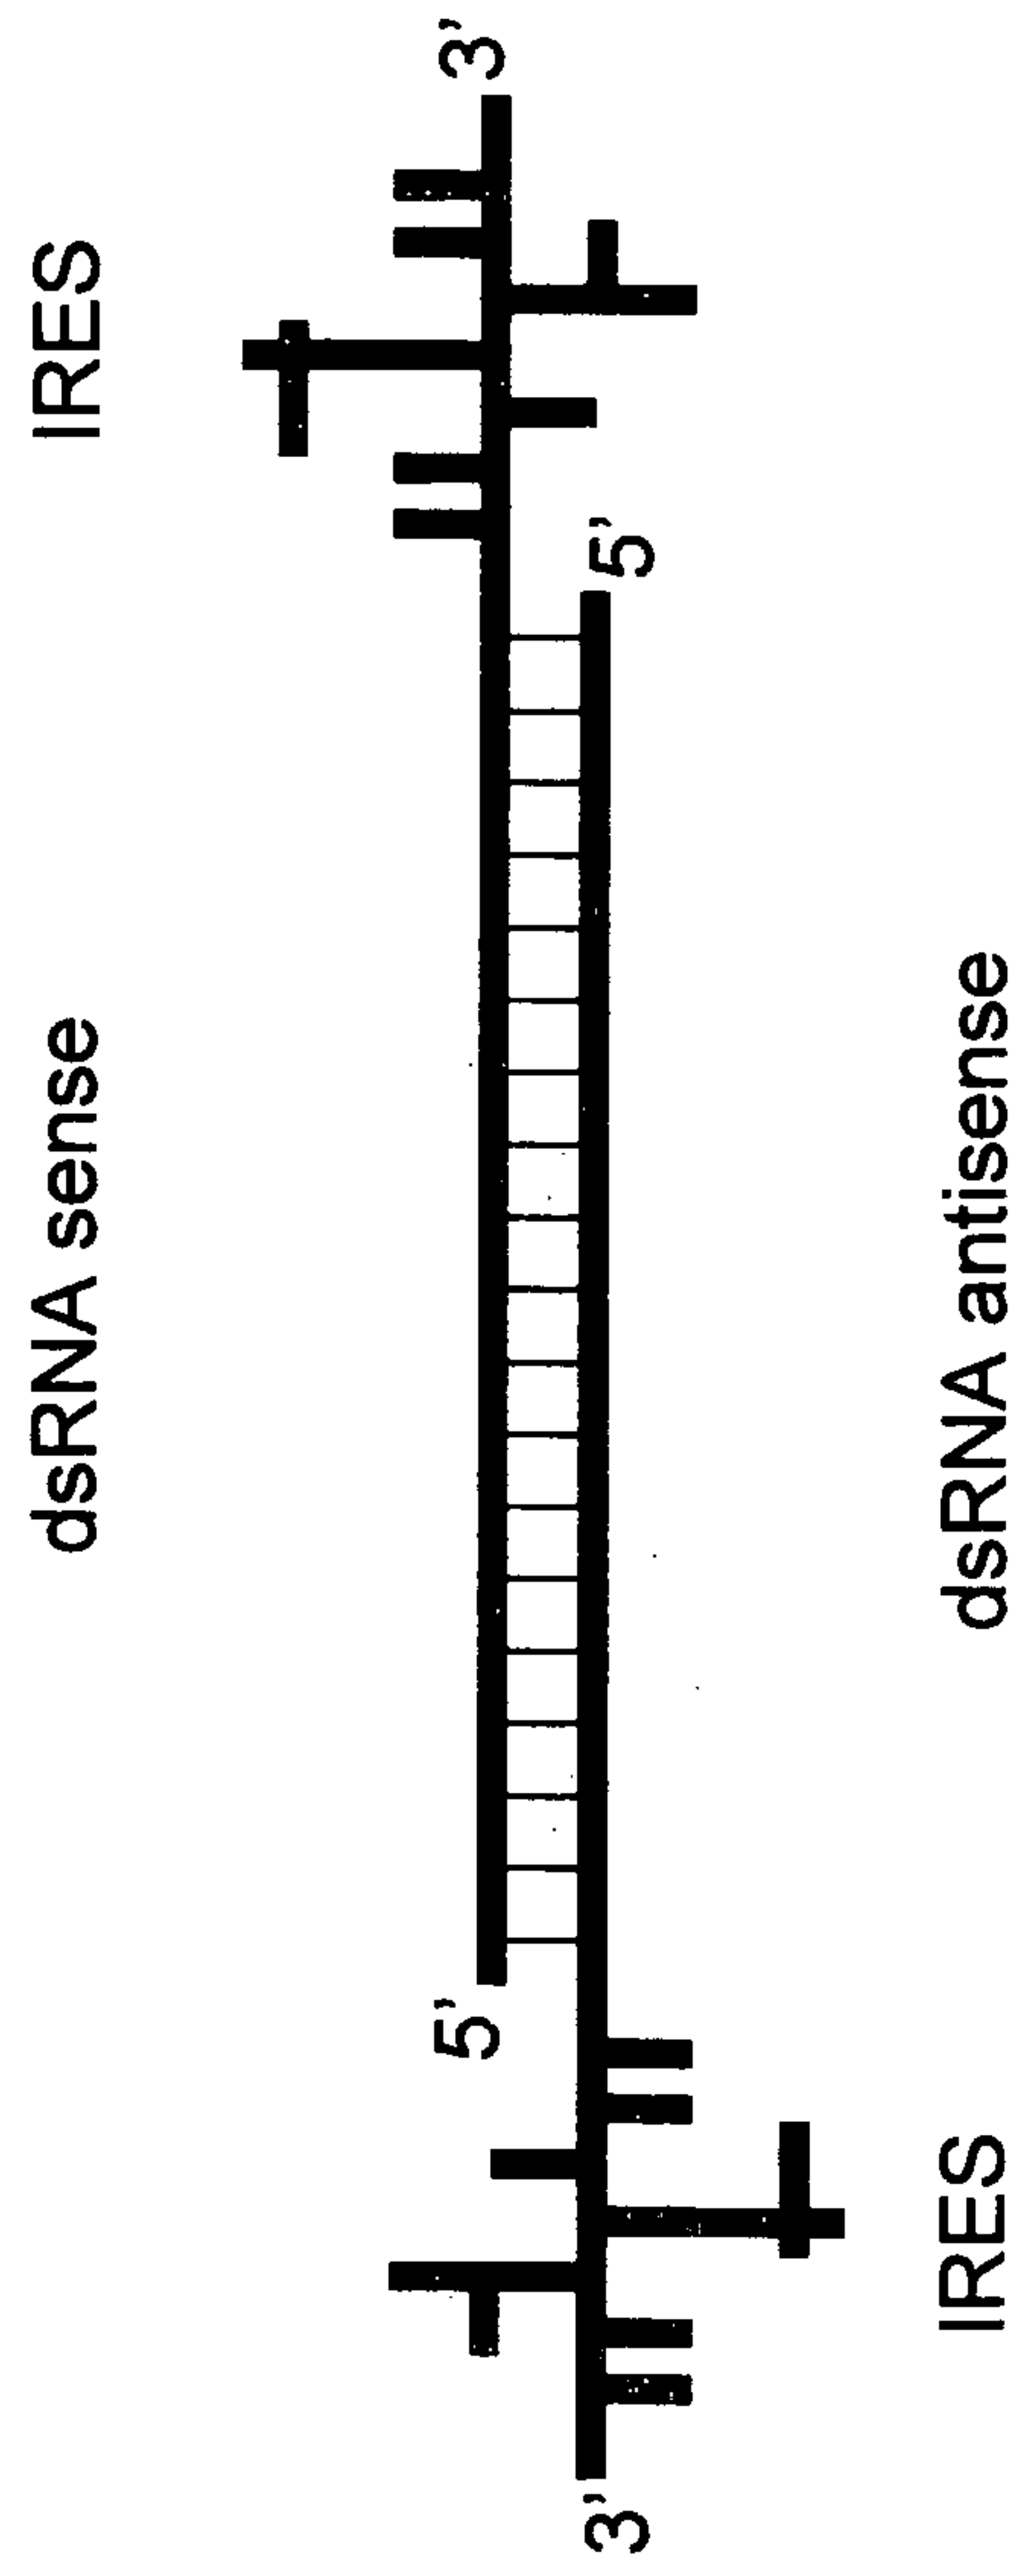 dsRNA sense
IRES
3’
5’
5’
3’
IRES
dsRNA antisense